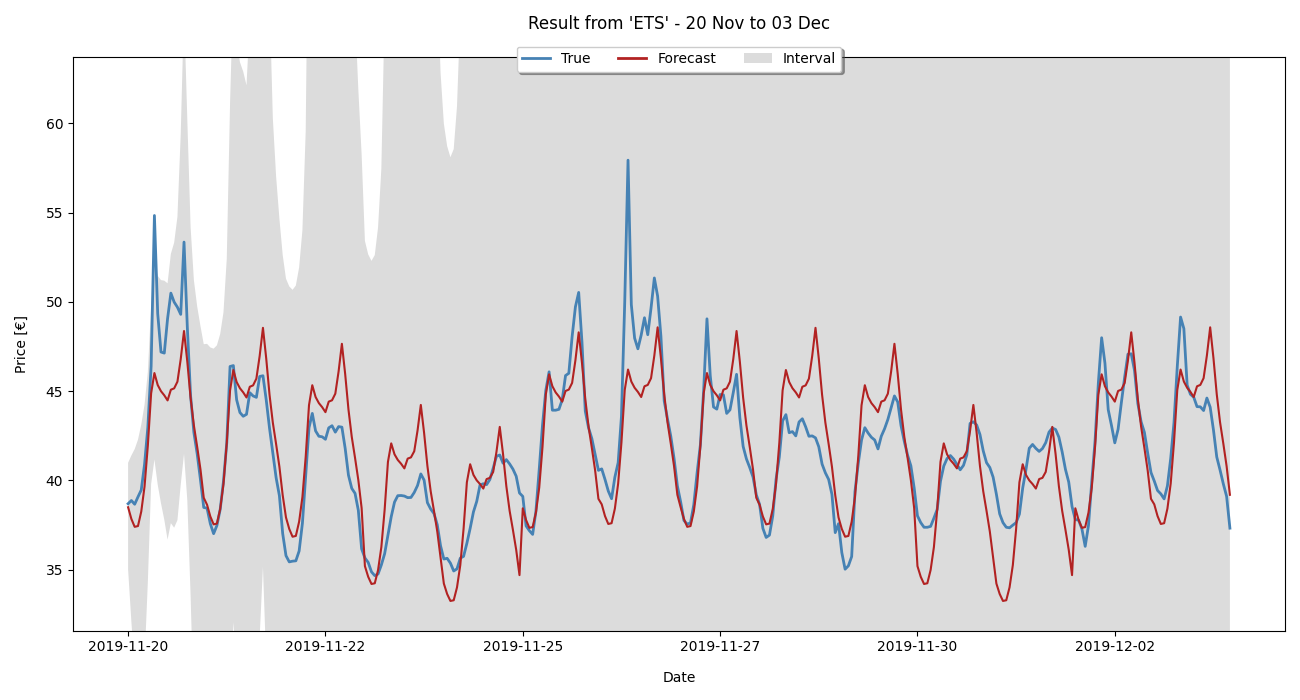 Result from 'ETS' - 20 Nov to 03 Dec
True Forecast Interval
60
55
50
45
40
35
Price [€]
2019-11-20 2019-11-22 2019-11-25 2019-11-27 2019-11-30 2019-12-02
Date